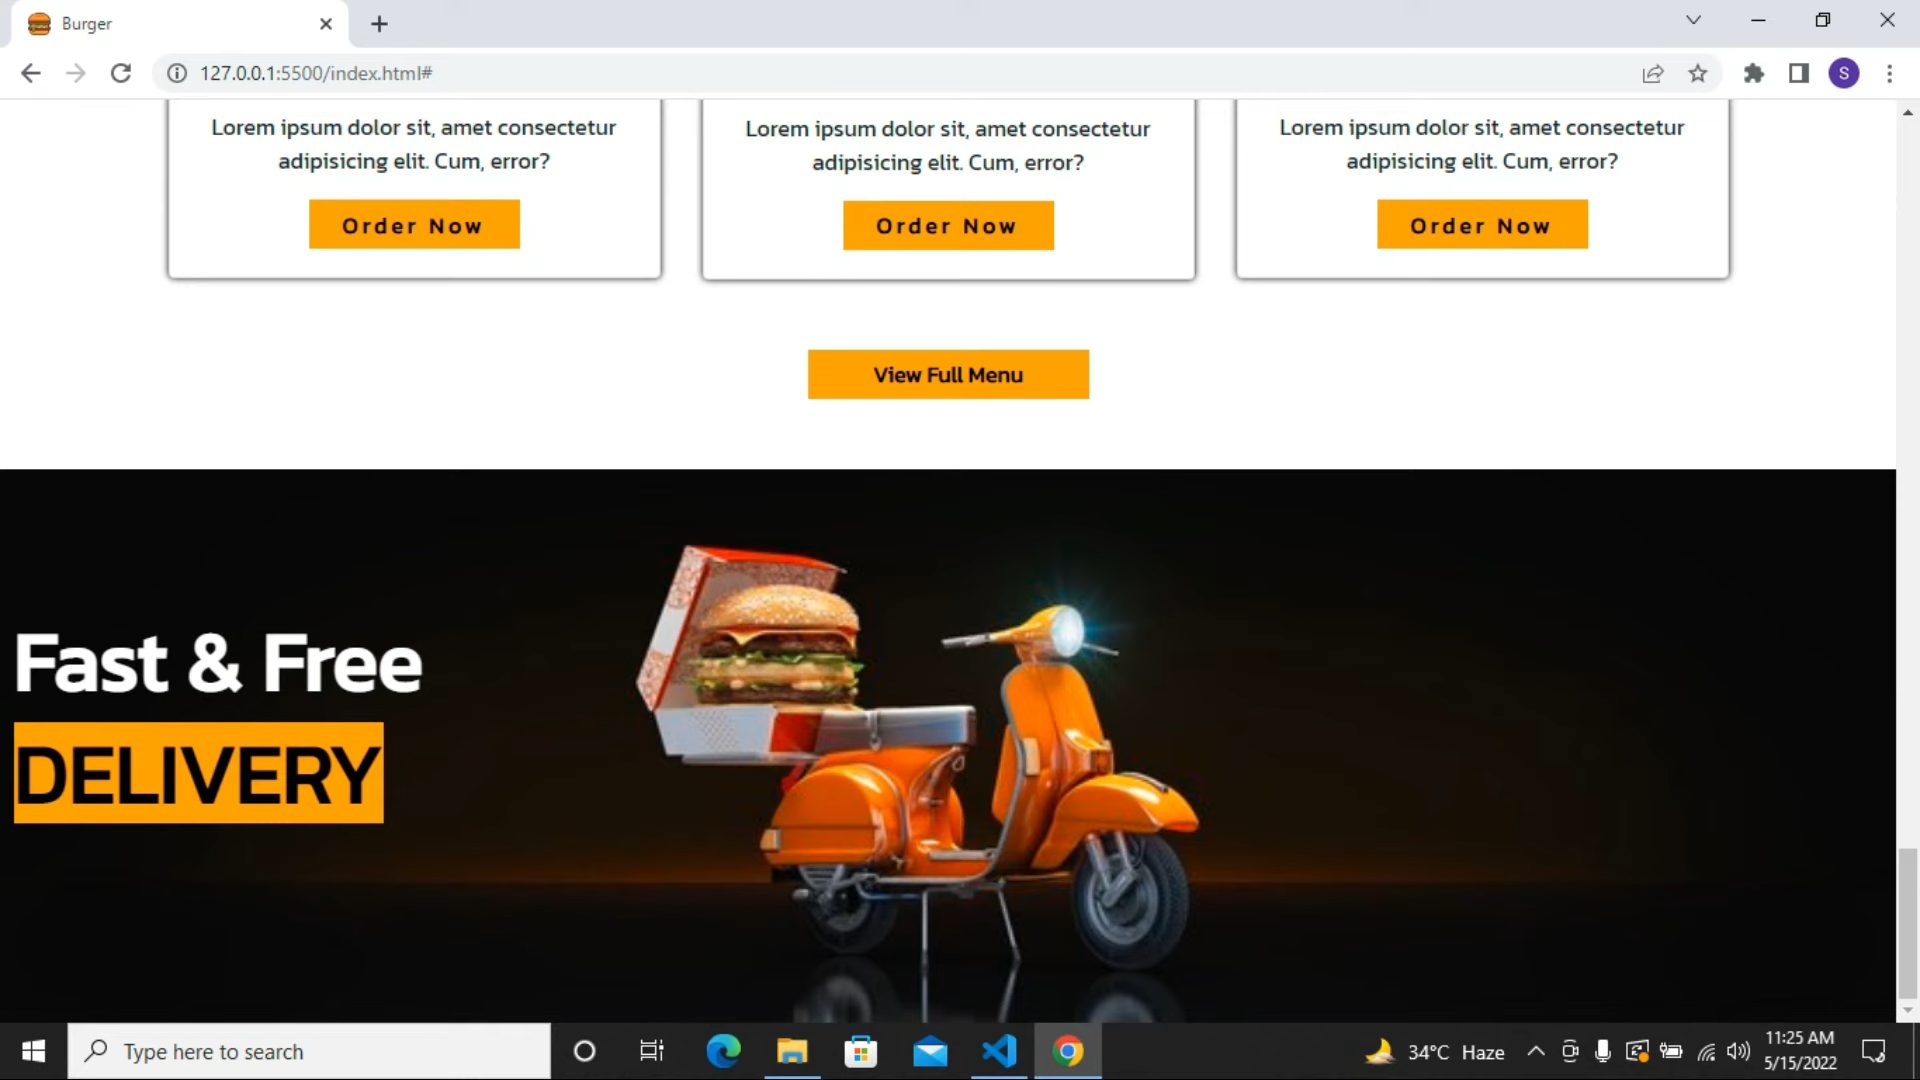 Burger
127.0.0.1:5500/index.html#
S
Lorem ipsum dolor sit, amet consectetur
adipisicing elit. Cum, error?
Order Now
Lorem ipsum dolor sit, amet consectetur
adipisicing elit. Cum, error?
Order Now
Lorem ipsum dolor sit, amet consectetur
adipisicing elit. Cum, error?
Order Now
View Full Menu
Fast & Free
DELIVERY
Type here to search
34°C Haze
11:25 AM
5/15/2022